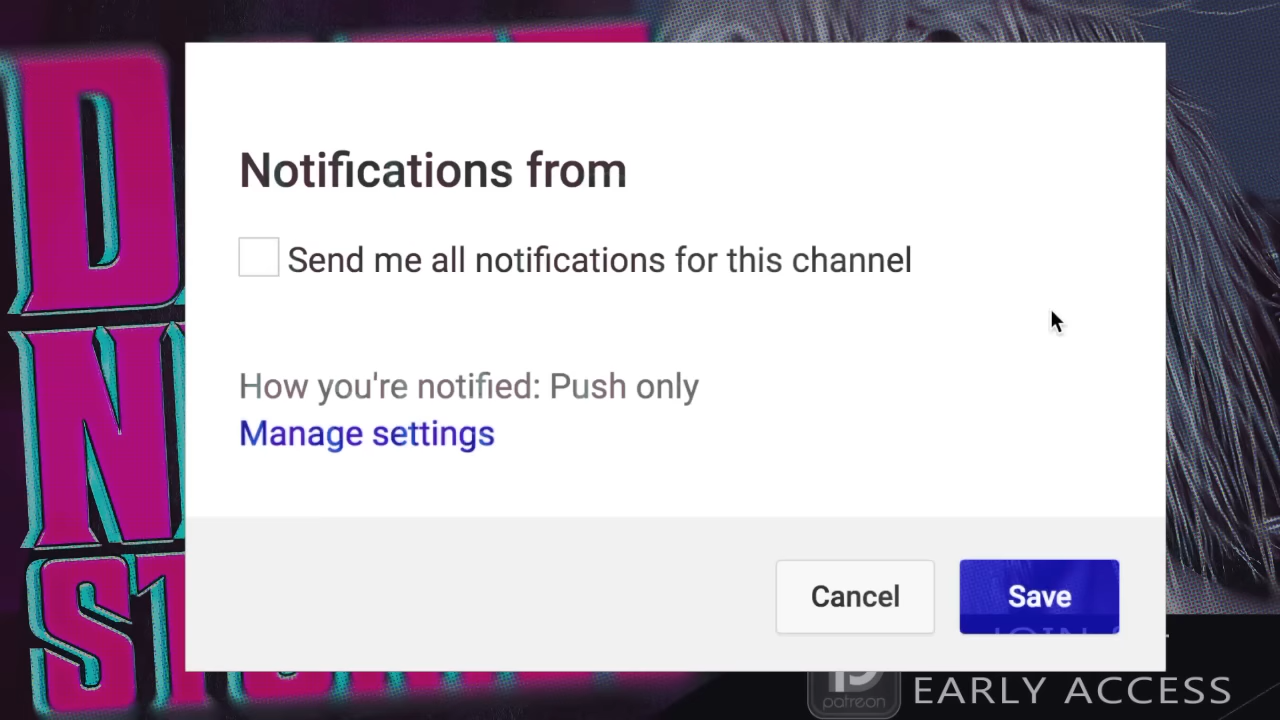 Notifications from
Send me all notifications for this channel
How you're notified: Push only
Manage settings
Cancel
Save
patreon
EARLY ACCESS